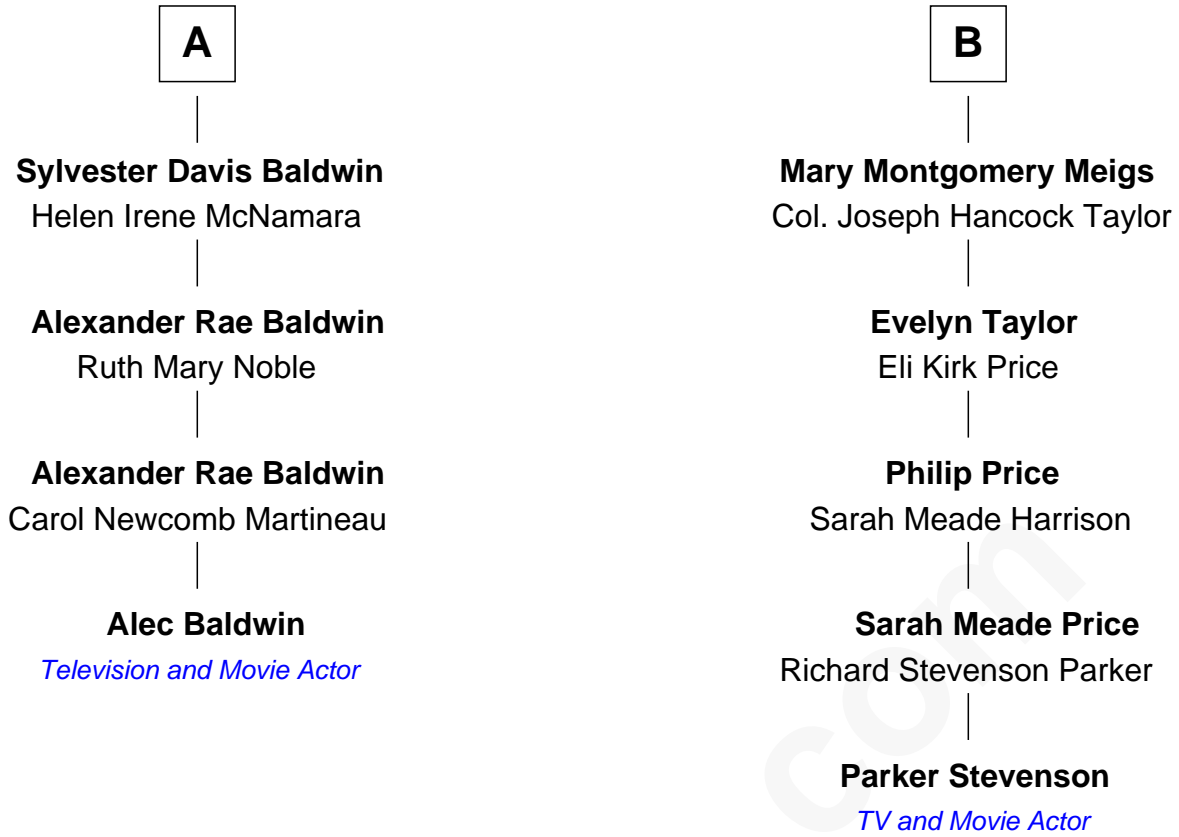 A
Sylvester Davis Baldwin
Helen Irene McNamara
Alexander Rae Baldwin
Ruth Mary Noble
Alexander Rae Baldwin
Carol Newcomb Martineau
Alec Baldwin
Television and Movie Actor
B
Mary Montgomery Meigs
Col. Joseph Hancock Taylor
Evelyn Taylor
Eli Kirk Price
Philip Price
Sarah Meade Harrison
Sarah Meade Price
Richard Stevenson Parker
Parker Stevenson
TV and Movie Actor
com